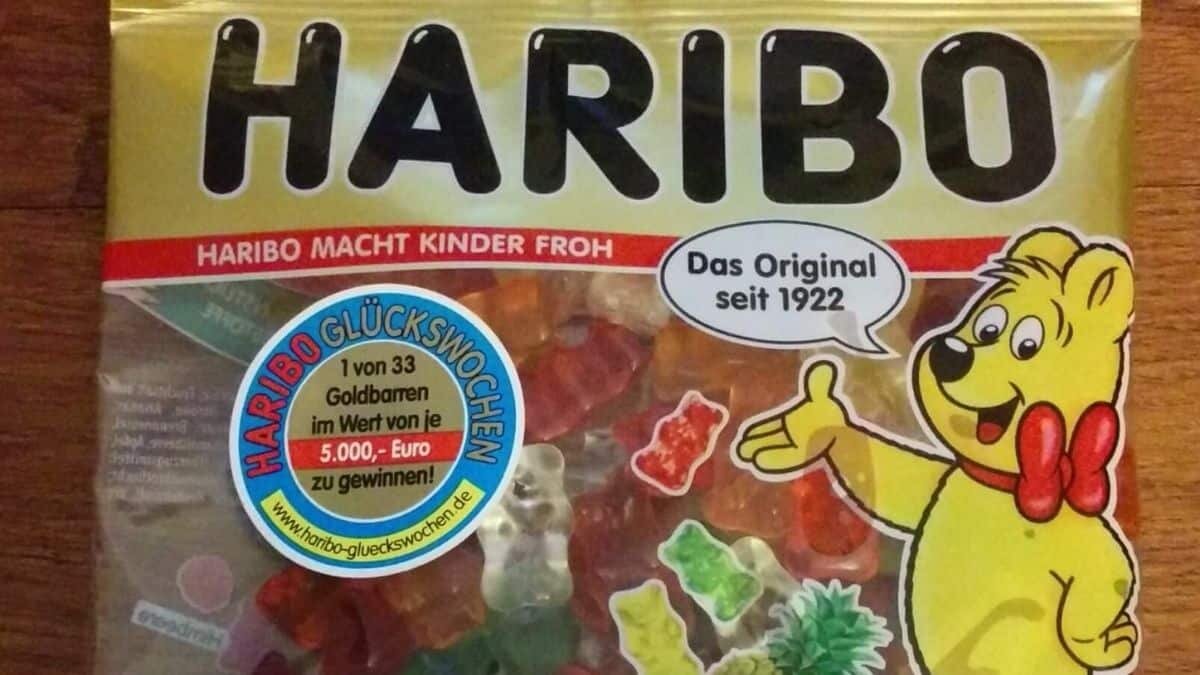 HARIBO
HARIBO MACHT KINDER FROH
Das Original
seit 1922
HARIBO GLÜCKSWOCHEN
1 von 33
Goldbarren
im Wert von je
5.000,- Euro
zu gewinnen!
www.haribo-glueckswochen.de
Himbeere